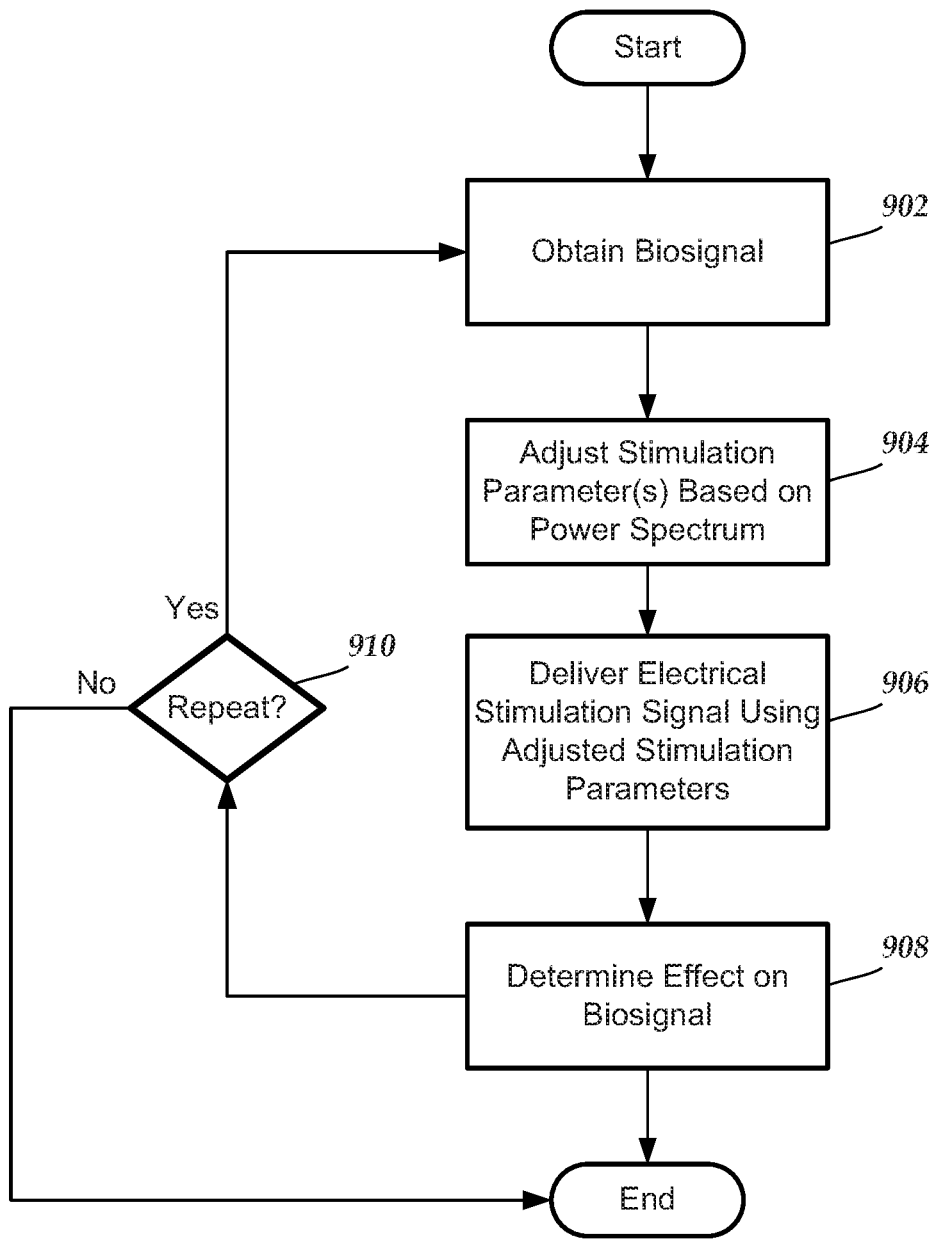 Start
902
Obtain Biosignal
904
Adjust Stimulation
Parameter(s) Based on
Power Spectrum
Yes
910
No
Repeat?
906
Deliver Electrical
Stimulation Signal Using
Adjusted Stimulation
Parameters
908
Determine Effect on
Biosignal
End